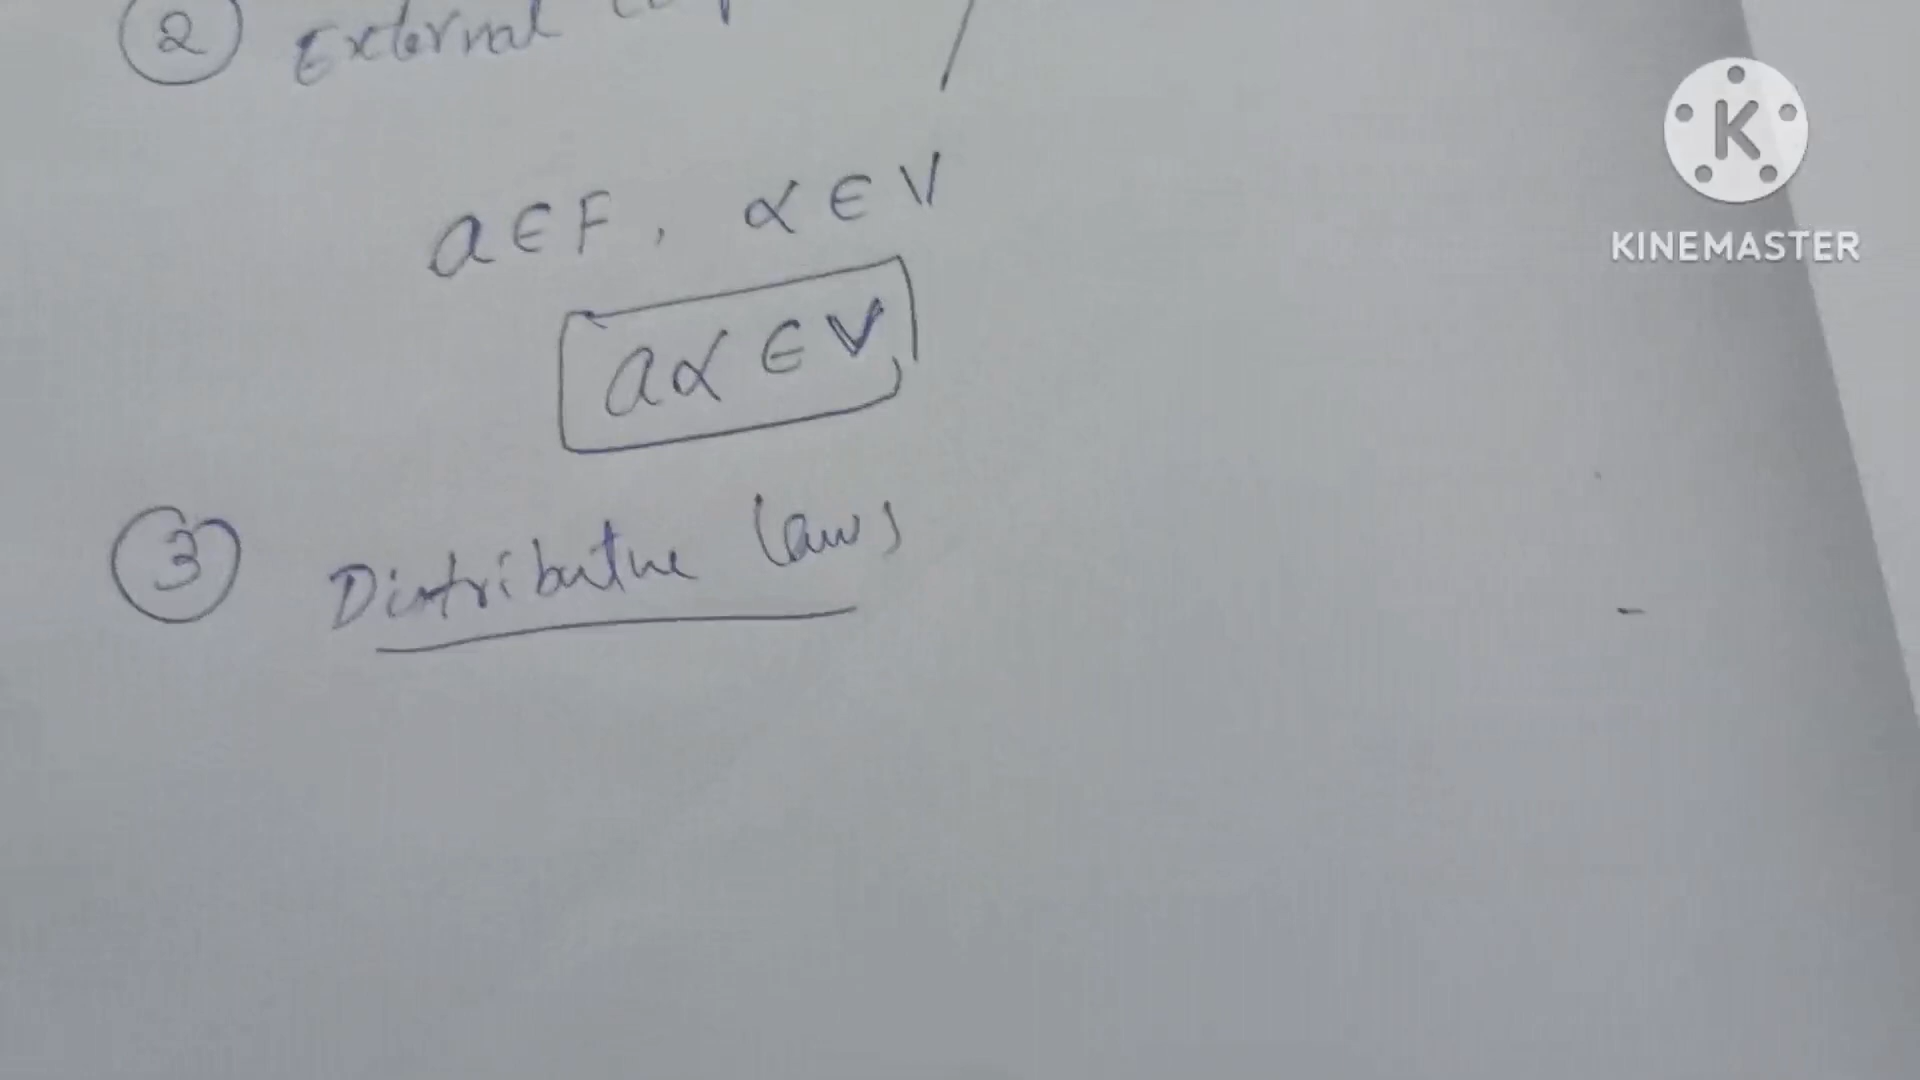 2 External
a ∈ F, α ∈ V
aα ∈ V
3 Distributive laws
K
KINEMASTER